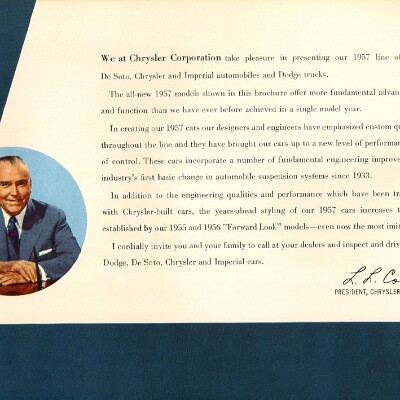 We at Chrysler Corporation take pleasure in presenting our 1957 line of
De Soto, Chrysler and Imperial automobiles and Dodge trucks.
The all-new 1957 models shown in this brochure offer more fundamental advan
and function than we have ever before achieved in a single model year.
In creating our 1957 cars our designers and engineers have emphasized custom qu
throughout the line and they have brought our cars up to a new level of performan
of control. These cars incorporate a number of fundamental engineering improve
industry's first basic change in automobile suspension systems since 1933.
In addition to the engineering qualities and performance which have been tra
with Chrysler-built cars, the years-ahead styling of our 1957 cars increases t
established by our 1955 and 1956 "Forward Look" models—even now the most imit
I cordially invite you and your family to call at your dealers and inspect and driv
Dodge, De Soto, Chrysler and Imperial cars.
L. L. Co
PRESIDENT, CHRYSLER